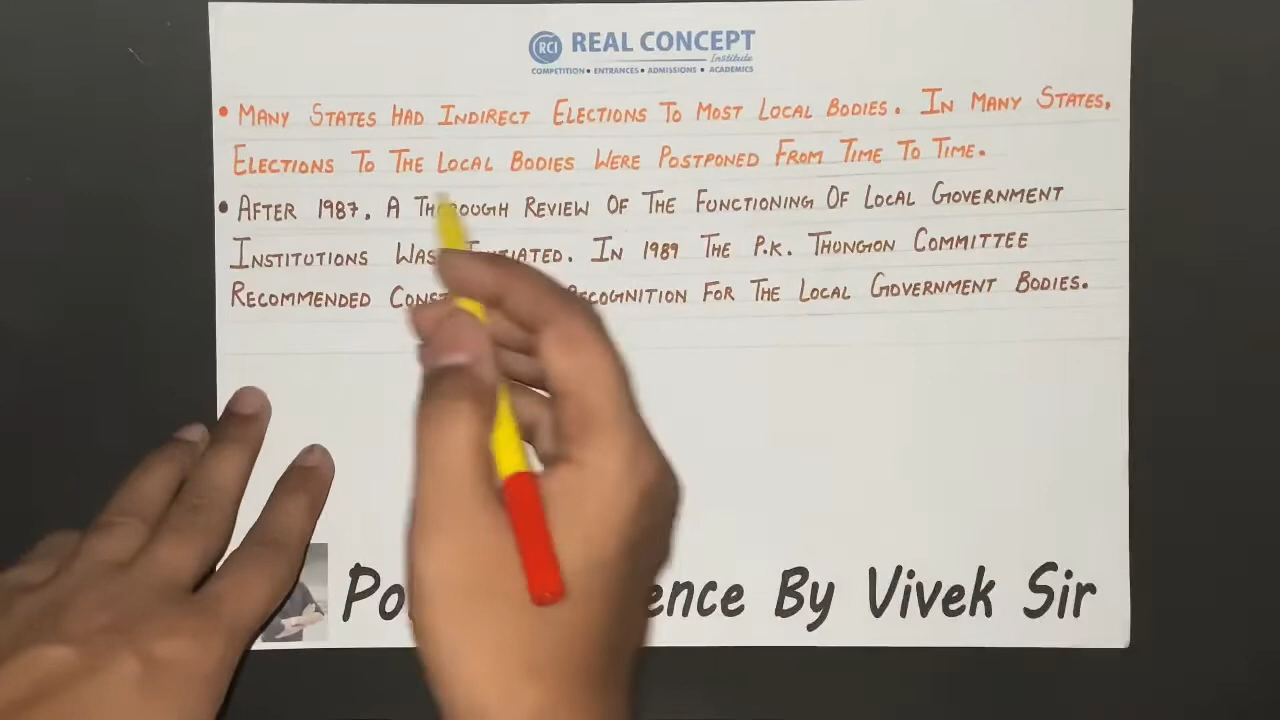 RCI REAL CONCEPT
Institute
COMPETITION • ENTRANCES • ADMISSIONS • ACADEMICS
• MANY STATES HAD INDIRECT ELECTIONS TO MOST LOCAL BODIES. IN MANY STATES,
ELECTIONS TO THE LOCAL BODIES WERE POSTPONED FROM TIME TO TIME.
• AFTER 1987, A THOROUGH REVIEW OF THE FUNCTIONING OF LOCAL GOVERNMENT
INSTITUTIONS WAS INITIATED. IN 1989 THE P.K. THUNGON COMMITTEE
RECOMMENDED RECOGNITION FOR THE LOCAL GOVERNMENT BODIES.
By Vivek Sir